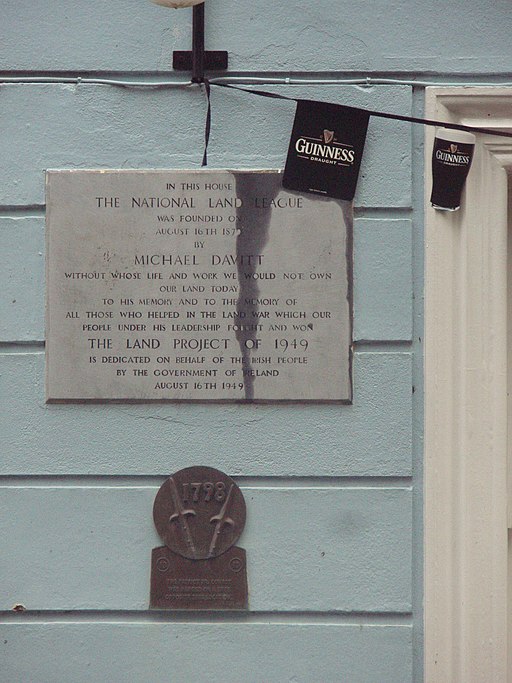 GUINNESS
DRAUGHT
GUINNESS
IN THIS HOUSE
THE NATIONAL LAND LEAGUE
WAS FOUNDED ON
AUGUST 16TH 1879
BY
MICHAEL DAVITT
WITHOUT WHOSE LIFE AND WORK WE WOULD NOT OWN
OUR LAND TODAY
TO HIS MEMORY AND TO THE MEMORY OF
ALL THOSE WHO HELPED IN THE LAND WAR WHICH OUR
PEOPLE UNDER HIS LEADERSHIP FOUGHT AND WON
THE LAND PROJECT OF 1949
IS DEDICATED ON BEHALF OF THE IRISH PEOPLE
BY THE GOVERNMENT OF IRELAND
AUGUST 16TH 1949
1798